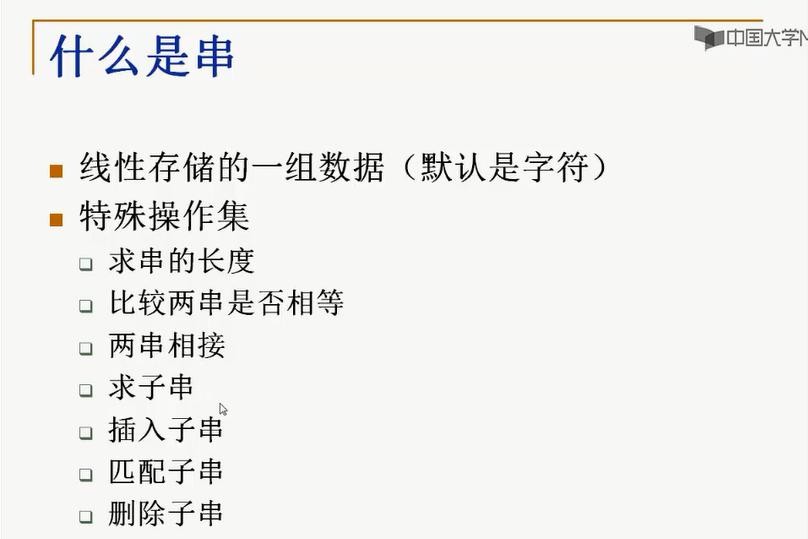 什么是串
中国大学M
线性存储的一组数据（默认是字符）
特殊操作集
求串的长度
比较两串是否相等
两串相接
求子串
插入子串
匹配子串
删除子串